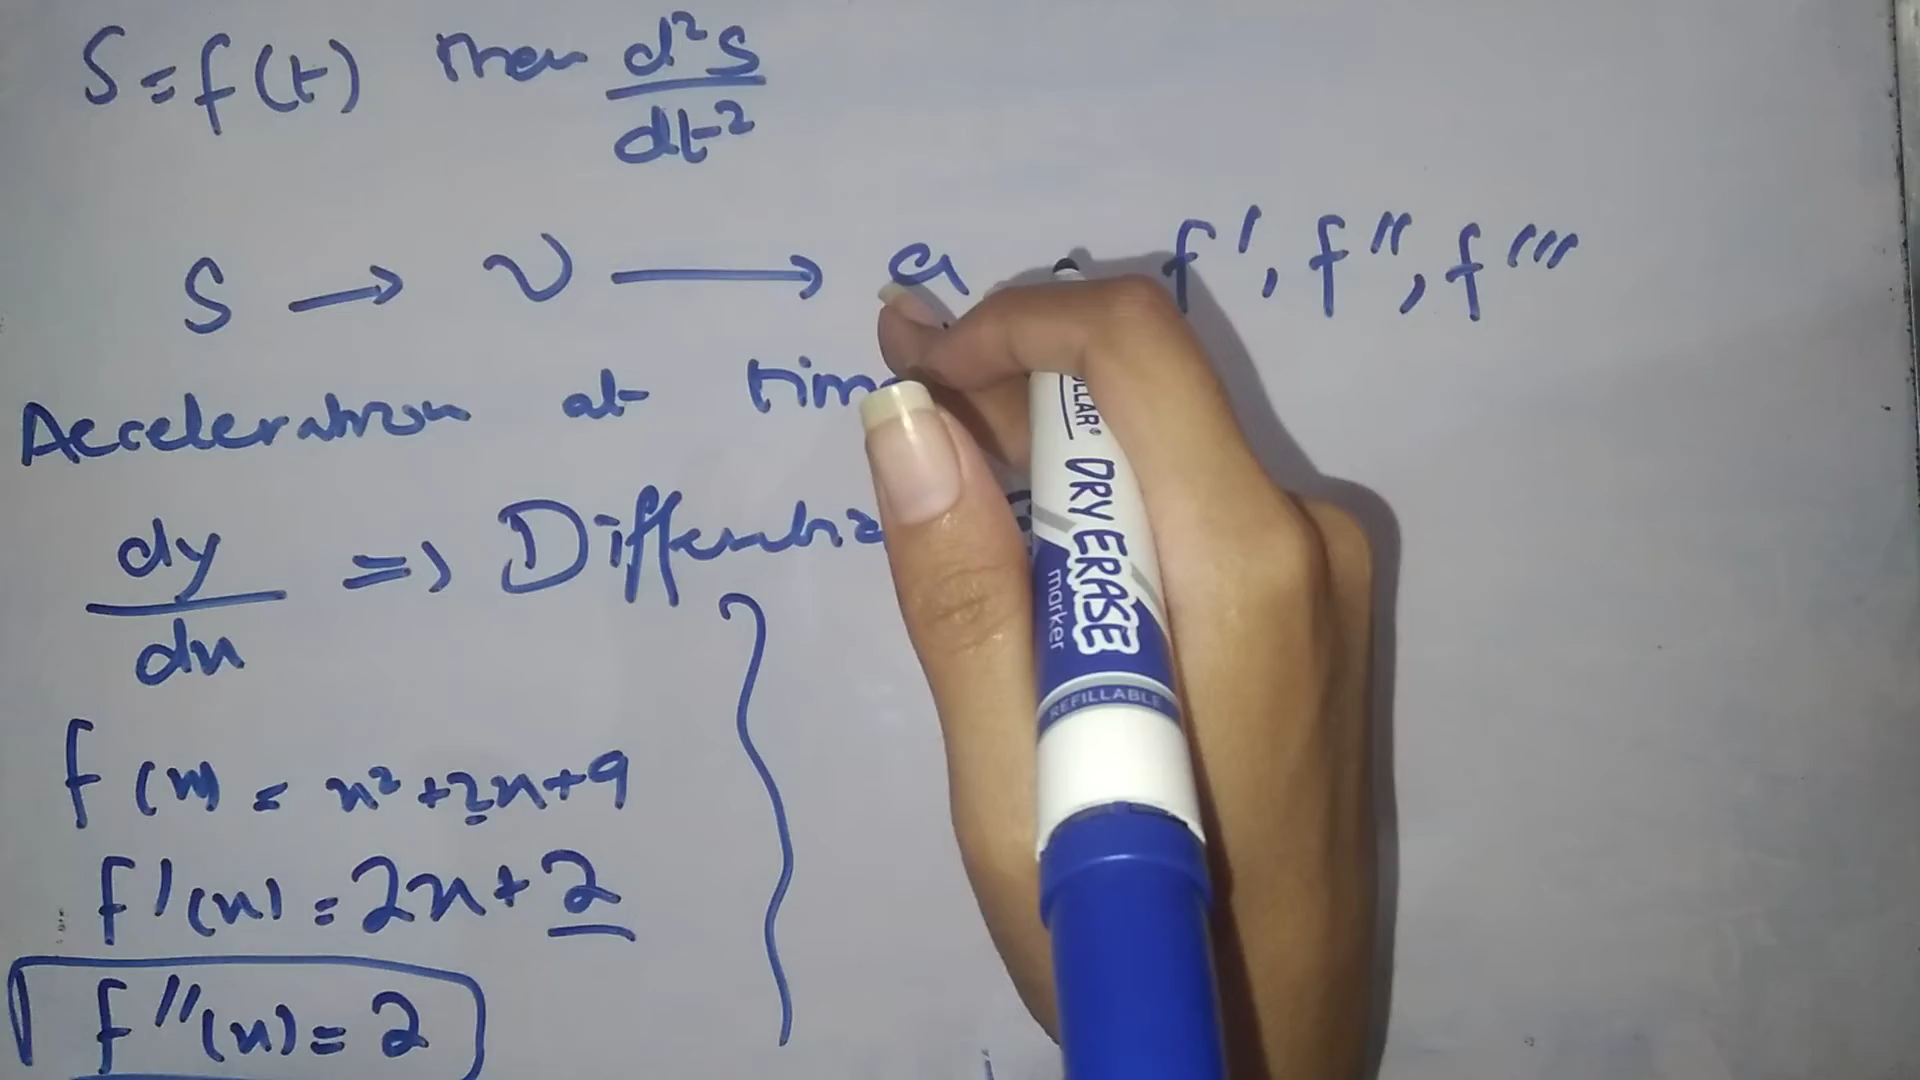 S = f(t) then d²s/dt²
S → v → a f', f'', f'''
Acceleration at time
dy/dx => Differentia
f(x) = x² + 2x + 9
f'(x) = 2x + 2
f''(x) = 2
DOLLAR® DRY ERASE
marker
REFILLABLE